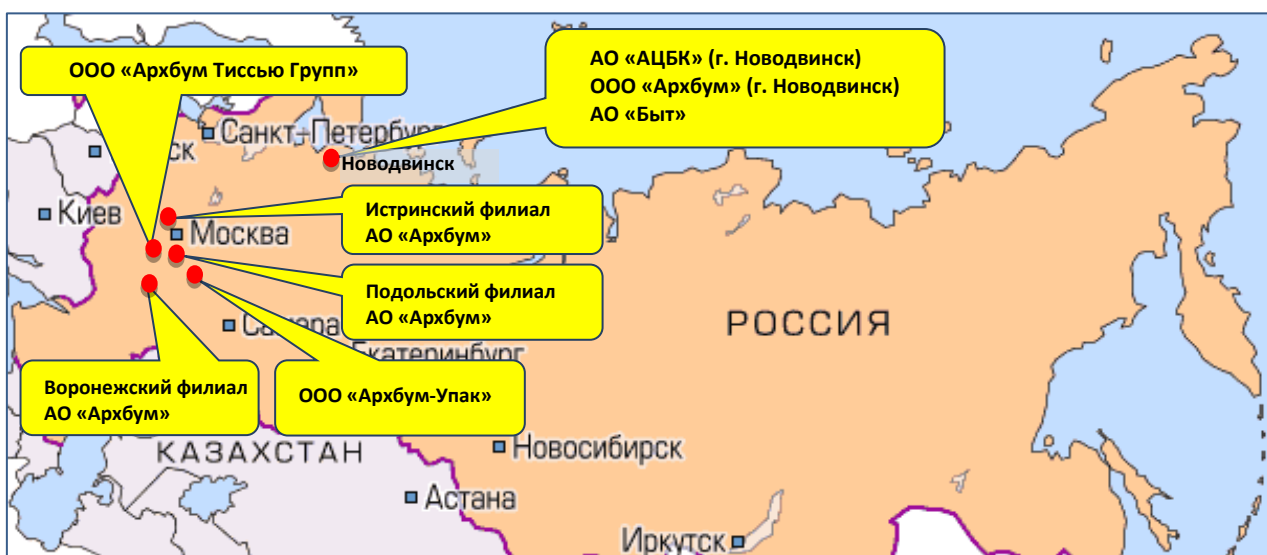 ООО «Архбум Тиссью Групп»
АО «АЦБК» (г. Новодвинск)
ООО «Архбум» (г. Новодвинск)
АО «Быт»
Санкт-Петербург
ск
Новодвинск
Киев
Истринский филиал
АО «Архбум»
Москва
Подольский филиал
АО «Архбум»
РОССИЯ
Самара
Екатеринбург
Воронежский филиал
АО «Архбум»
ООО «Архбум-Упак»
КАЗАХСТАН
Новосибирск
Астана
Иркутск